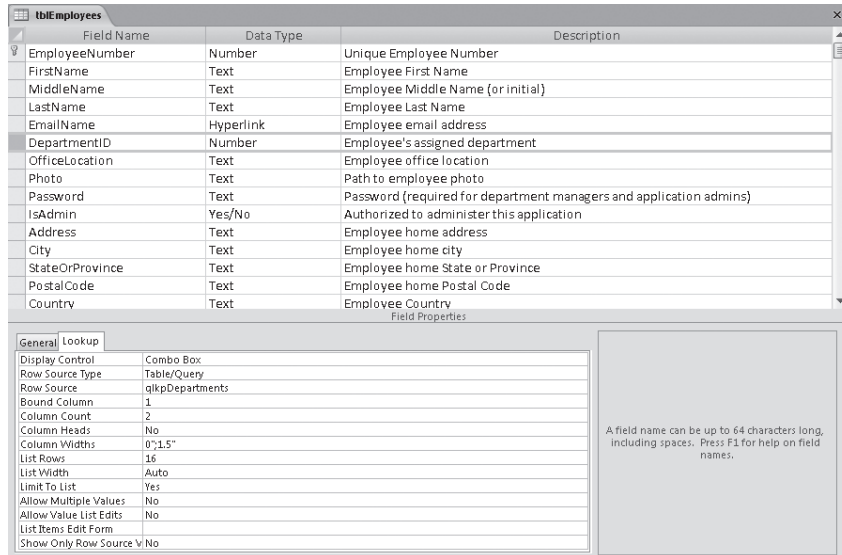 tblEmployees
Field Name Data Type Description
EmployeeNumber Number Unique Employee Number
FirstName Text Employee First Name
MiddleName Text Employee Middle Name (or initial)
LastName Text Employee Last Name
EmailName Hyperlink Employee email address
DepartmentID Number Employee's assigned department
OfficeLocation Text Employee office location
Photo Text Path to employee photo
Password Text Password (required for department managers and application admins)
IsAdmin Yes/No Authorized to administer this application
Address Text Employee home address
City Text Employee home city
StateOrProvince Text Employee home State or Province
PostalCode Text Employee home Postal Code
Country Text Employee Country
Field Properties
General Lookup
Display Control Combo Box
Row Source Type Table/Query
Row Source qlkpDepartments
Bound Column 1
Column Count 2
Column Heads No
Column Widths 0";1.5"
List Rows 16
List Width Auto
Limit To List Yes
Allow Multiple Values No
Allow Value List Edits No
List Items Edit Form
Show Only Row Source V No
A field name can be up to 64 characters long,
including spaces. Press F1 for help on field
names.